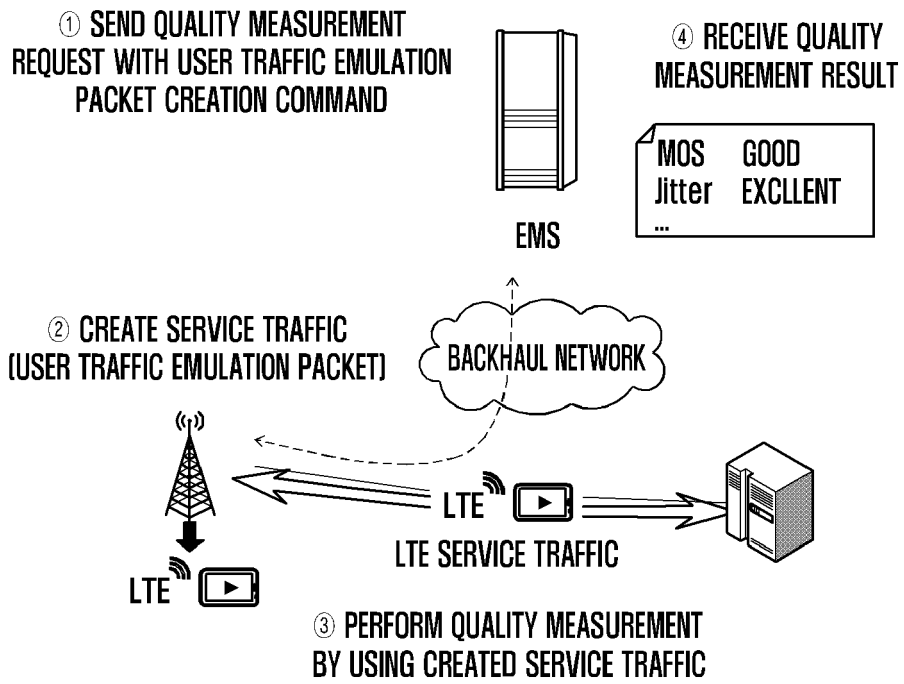 ① SEND QUALITY MEASUREMENT
REQUEST WITH USER TRAFFIC EMULATION
PACKET CREATION COMMAND
④ RECEIVE QUALITY
MEASUREMENT RESULT
MOS GOOD
Jitter EXCLLENT
...
EMS
② CREATE SERVICE TRAFFIC
(USER TRAFFIC EMULATION PACKET)
BACKHAUL NETWORK
LTE
LTE SERVICE TRAFFIC
LTE
③ PERFORM QUALITY MEASUREMENT
BY USING CREATED SERVICE TRAFFIC